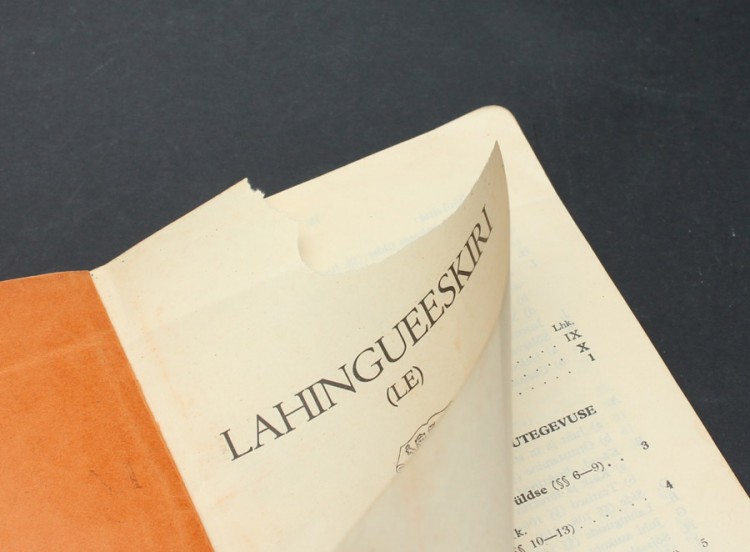 LAHINGUEESKIRI
(LE)
Lhk.
IX
X
1
UTEGEVUSE
üldse (§§ 6—9). . 3
k. 4
§ 10—13)
5